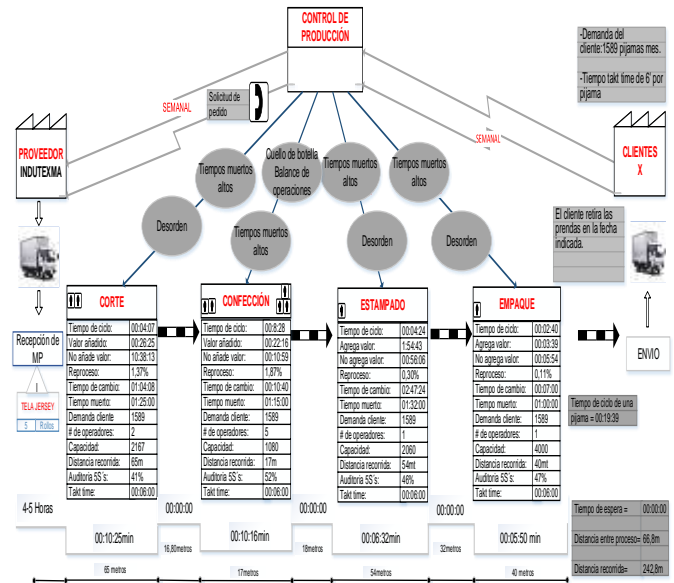 CONTROL DE
PRODUCCIÓN
-Demanda del
cliente:1589 pijamas mes.
-Tiempo takt time de 6' por
pijama
Solicitud de
pedido
SEMANAL
SEMANAL
PROVEEDOR
INDUTEXMA
CLIENTES
X
Tiempos muertos
altos
Cuello de botella
Balance de
operaciones
Tiempos muertos
altos
Tiempos muertos
altos
Desorden
Tiempos muertos
altos
Desorden
Desorden
El cliente retira las
prendas en la fecha
indicada.
Recepción de
MP
I
TELA JERSEY
5 Rollos
ENVIO
CORTE
Tiempo de ciclo: 00:04:07
Valor añadido: 00:26:25
No añade valor: 10:38:13
Reproceso: 1,37%
Tiempo de cambio: 01:04:08
Tiempo muerto: 01:25:00
Demanda cliente 1589
# de operadores: 2
Capacidad: 2167
Distancia recorrida: 65m
Auditoria 5S´s: 41%
Takt time: 00:06:00
CONFECCIÓN
Tiempo de ciclo: 00:8:28
Valor añadido: 00:22:16
No añade valor: 00:10:59
Reproceso: 1,87%
Tiempo de cambio: 00:10:40
Tiempo muerto: 01:15:00
Demanda cliente 1589
# de operadores: 5
Capacidad: 1080
Distancia recorrida: 17m
Auditoria 5S´s: 52%
Takt time: 00:06:00
ESTAMPADO
Tiempo de ciclo: 00:04:24
Agrega valor: 1:54:43
No agrega valor: 00:56:06
Reproceso: 0,30%
Tiempo de cambio: 02:47:24
Tiempo muerto: 01:32:00
Demanda cliente 1589
# de operadores: 1
Capacidad: 2060
Distancia recorrida: 54mt
Auditoria 5S´s: 46%
Takt time: 00:06:00
EMPAQUE
Tiempo de ciclo: 00:02:40
Agrega valor: 00:03:39
No agrega valor: 00:05:54
Reproceso: 0,11%
Tiempo de cambio: 00:07:00
Tiempo muerto: 01:00:00
Demanda cliente: 1589
# de operadores: 1
Capacidad: 4000
Distancia recorrida: 40mt
Auditoria 5S´s: 47%
Takt time: 00:06:00
Tiempo de ciclo de una
pijama = 00:19:39
4-5 Horas
00:10:25min
00:00:00
00:10:16min
00:00:00
00:06:32min
00:00:00
00:05:50 min
16,80metros
18metros
32metros
65 metros
17metros
54metros
40 metros
Tiempo de espera = 00:00:00
Distancia entre proceso= 66,8m
Distancia recorrida= 242,8m